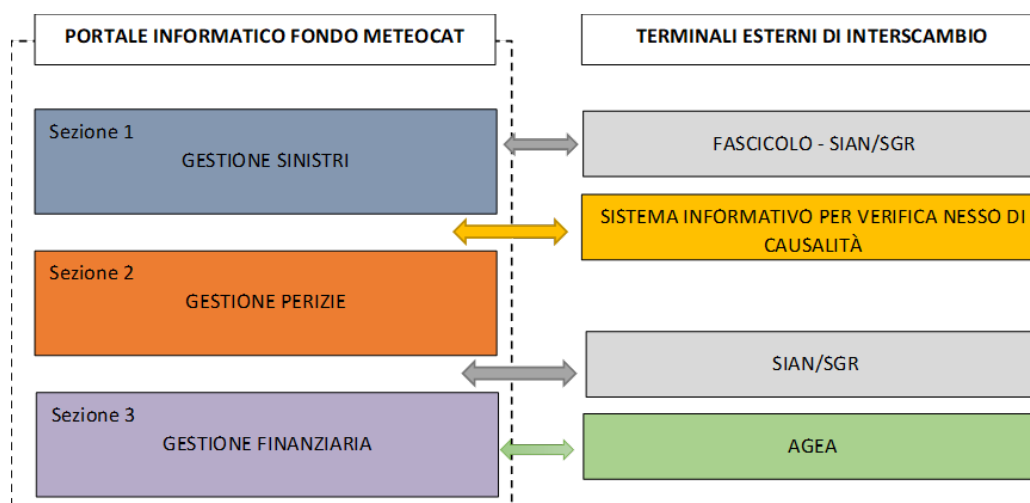 PORTALE INFORMATICO FONDO METEOCAT
TERMINALI ESTERNI DI INTERSCAMBIO
Sezione 1
GESTIONE SINISTRI
FASCICOLO - SIAN/SGR
SISTEMA INFORMATIVO PER VERIFICA NESSO DI
CAUSALITÀ
Sezione 2
GESTIONE PERIZIE
SIAN/SGR
Sezione 3
GESTIONE FINANZIARIA
AGEA